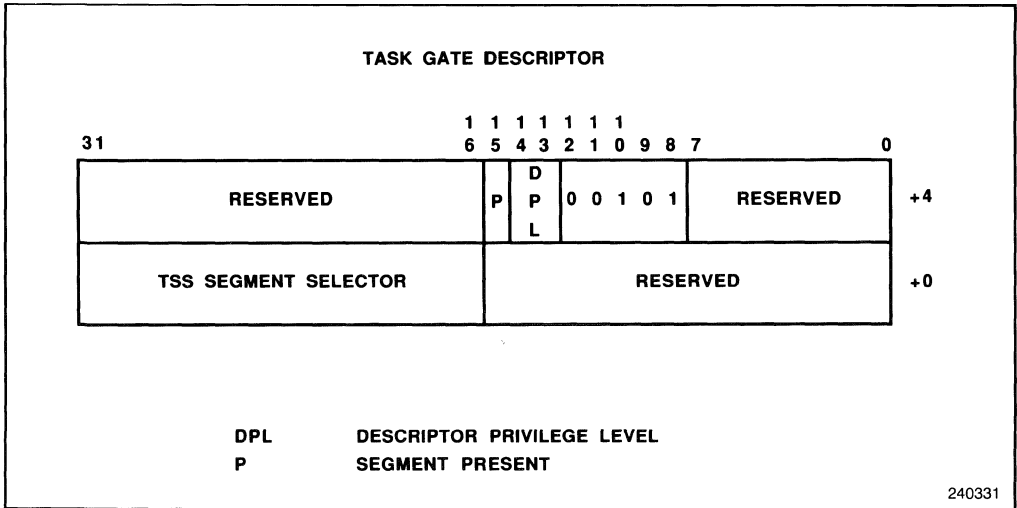 TASK GATE DESCRIPTOR
1 1 1 1 1 1 1
31 6 5 4 3 2 1 0 9 8 7 0
RESERVED P D P L 0 0 1 0 1 RESERVED +4
TSS SEGMENT SELECTOR RESERVED +0
DPL DESCRIPTOR PRIVILEGE LEVEL
P SEGMENT PRESENT
240331